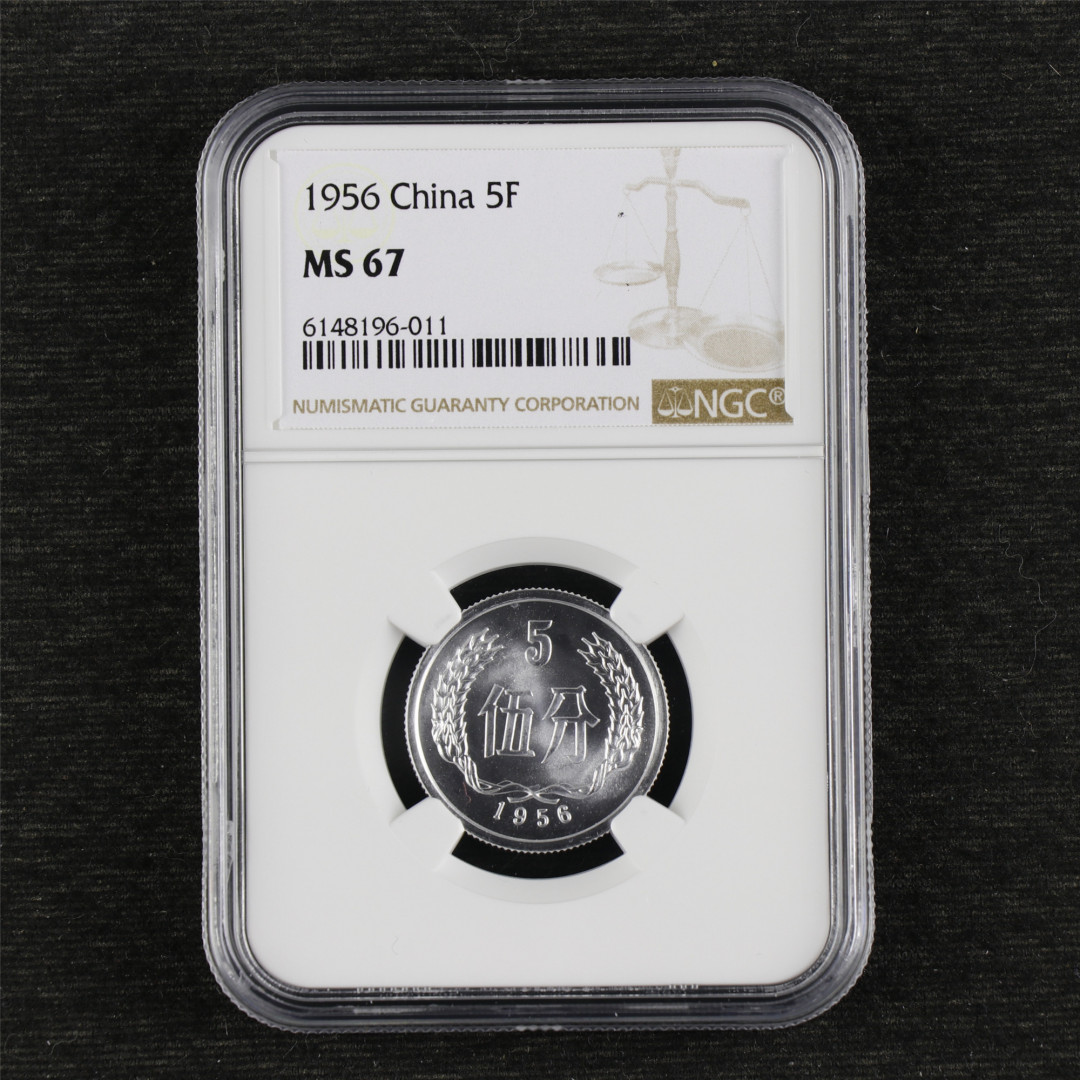 1956 China 5F
MS 67
6148196-011
NUMISMATIC GUARANTY CORPORATION
NGC®
5
伍分
1956